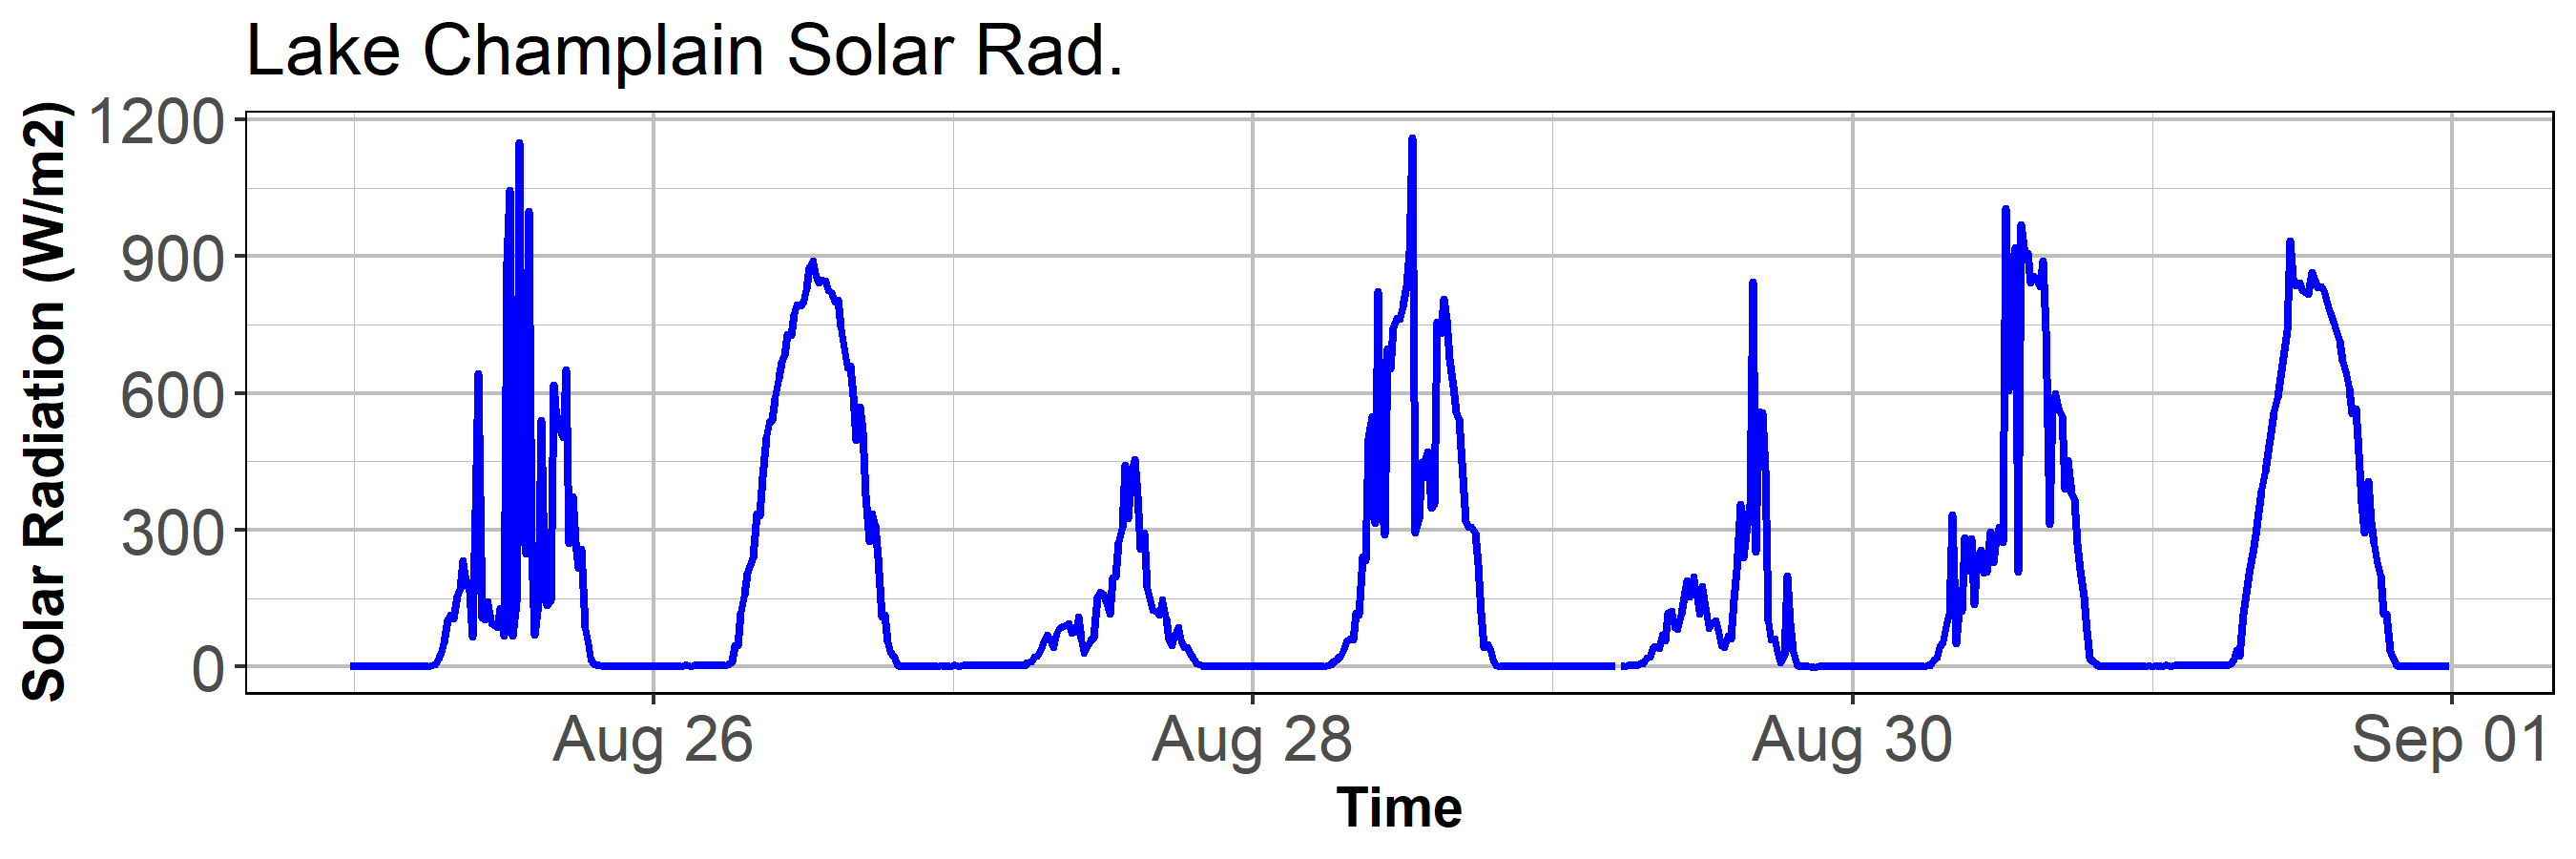 Lake Champlain Solar Rad.
Solar Radiation (W/m2)
1200
900
600
300
0
Aug 26 Aug 28 Aug 30 Sep 01
Time